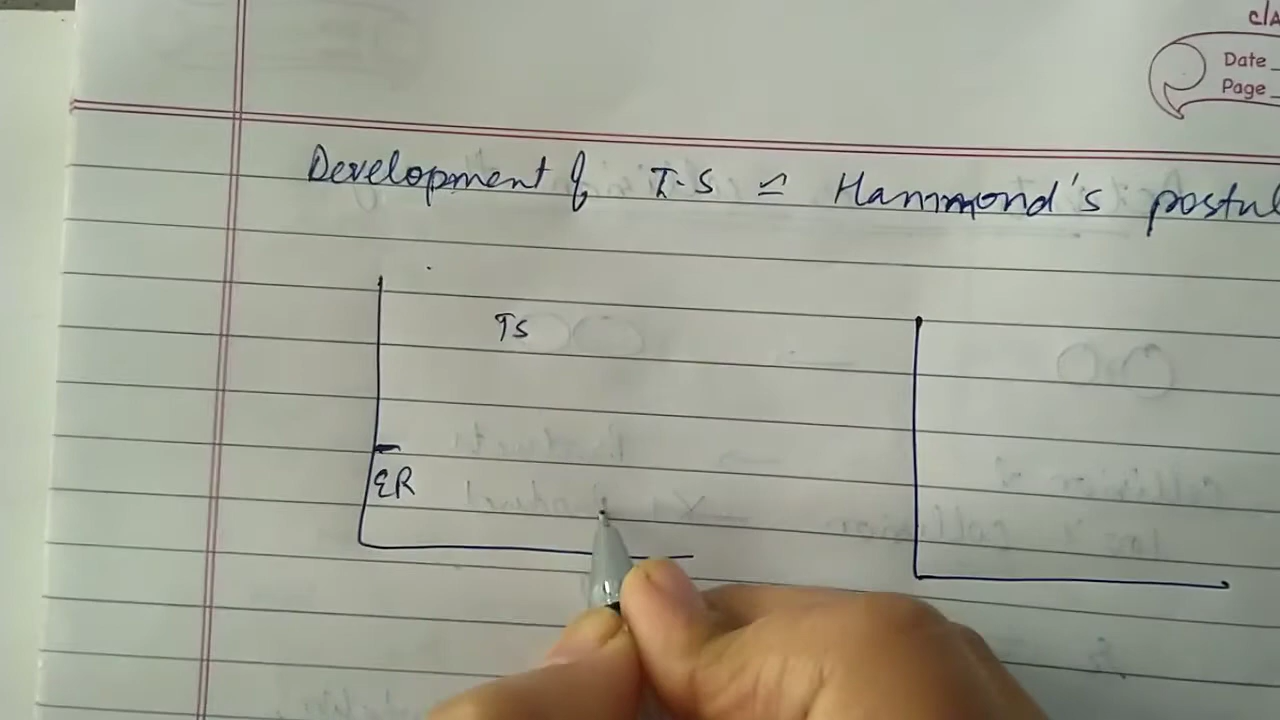 Date
Page
Development of T.S ≃ Hammond's postul
TS
ER